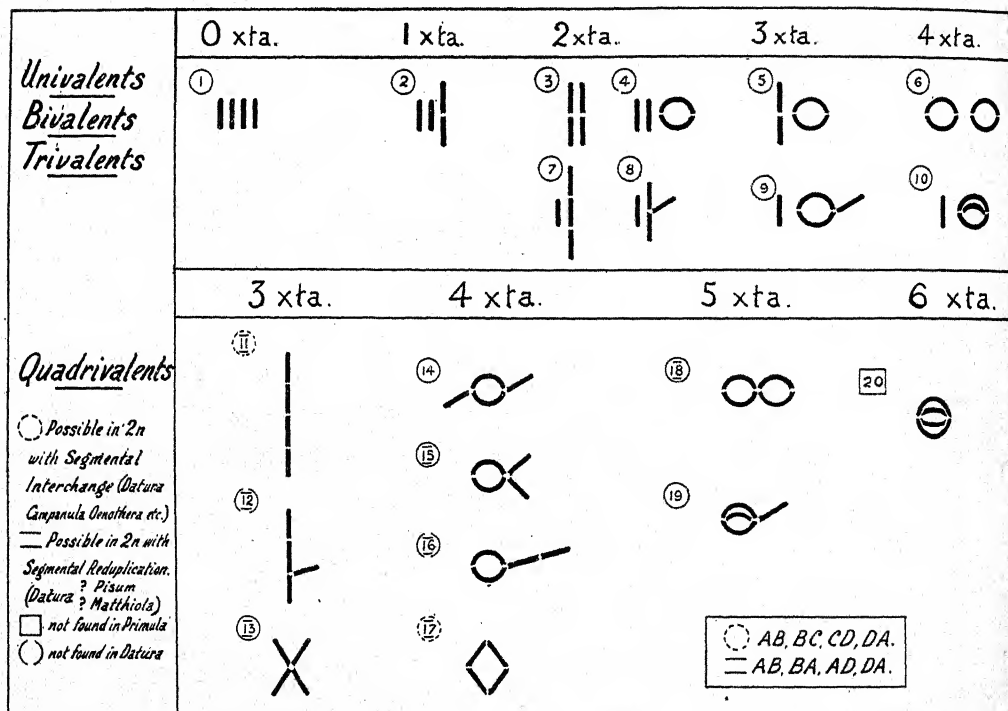 0 xta. 1 xta. 2 xta. 3 xta. 4 xta.
Univalents
Bivalents
Trivalents
1 2 3 4 5 6
7 8 9 10
3 xta. 4 xta. 5 xta. 6 xta.
Quadrivalents
11 14 18 20
15
12 19
16
13 17
Possible in 2n
with Segmental
Interchange (Datura
Campanula Oenothera etc.)
Possible in 2n with
Segmental Reduplication.
(Datura ? Pisum
? Matthiola)
not found in Primula
not found in Datura
AB, BC, CD, DA.
AB, BA, AD, DA.